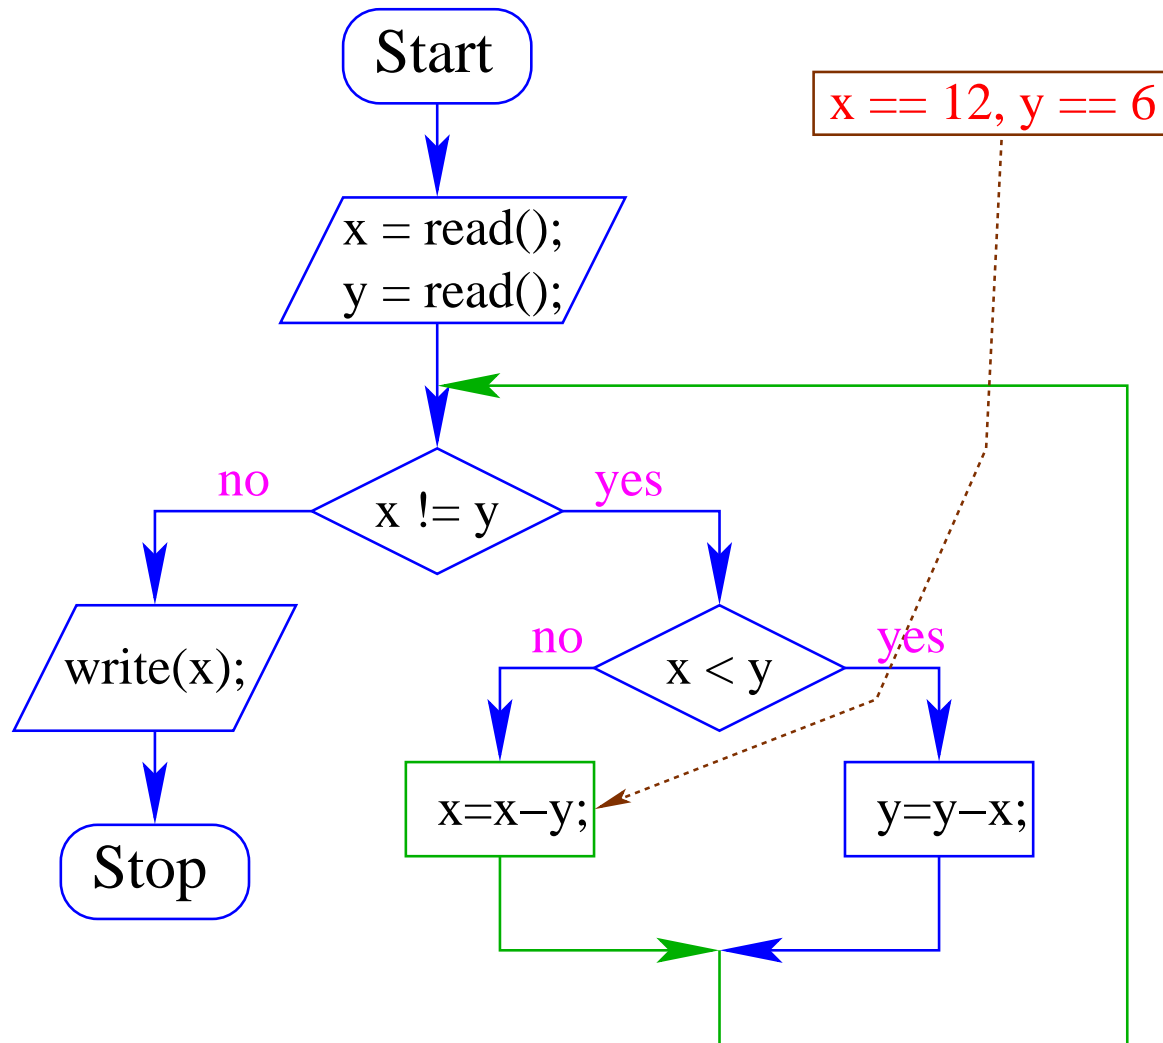 Start
x == 12, y == 6
x = read();
y = read();
no
yes
x != y
no
yes
write(x);
x < y
x=x−y;
y=y−x;
Stop